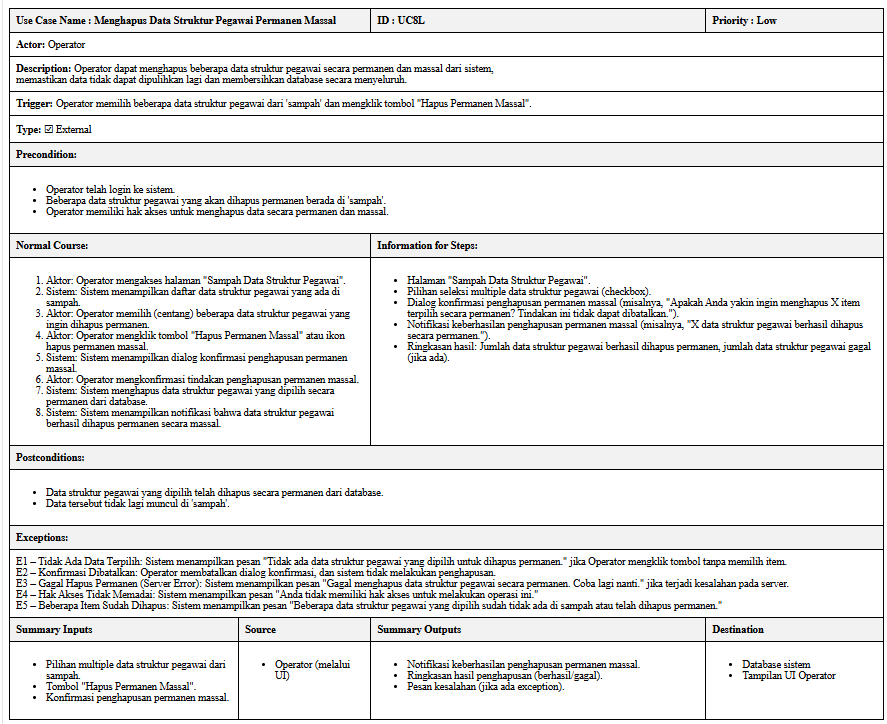 Use Case Name : Menghapus Data Struktur Pegawai Permanen Massal
ID : UC8L
Priority : Low
Actor: Operator
Description: Operator dapat menghapus beberapa data struktur pegawai secara permanen dan massal dari sistem,
memastikan data tidak dapat dipulihkan lagi dan membersihkan database secara menyeluruh.
Trigger: Operator memilih beberapa data struktur pegawai dari 'sampah' dan mengklik tombol "Hapus Permanen Massal".
Type: ☑ External
Precondition:
• Operator telah login ke sistem.
• Beberapa data struktur pegawai yang akan dihapus permanen berada di 'sampah'.
• Operator memiliki hak akses untuk menghapus data secara permanen dan massal.
Normal Course:
1. Aktor: Operator mengakses halaman "Sampah Data Struktur Pegawai".
2. Sistem: Sistem menampilkan daftar data struktur pegawai yang ada di
sampah.
3. Aktor: Operator memilih (centang) beberapa data struktur pegawai yang
ingin dihapus permanen.
4. Aktor: Operator mengklik tombol "Hapus Permanen Massal" atau ikon
hapus permanen massal.
5. Sistem: Sistem menampilkan dialog konfirmasi penghapusan permanen
massal.
6. Aktor: Operator mengkonfirmasi tindakan penghapusan permanen massal.
7. Sistem: Sistem menghapus data struktur pegawai yang dipilih secara
permanen dari database.
8. Sistem: Sistem menampilkan notifikasi bahwa data struktur pegawai
berhasil dihapus permanen secara massal.
Information for Steps:
• Halaman "Sampah Data Struktur Pegawai".
• Pilihan seleksi multiple data struktur pegawai (checkbox).
• Dialog konfirmasi penghapusan permanen massal (misalnya, "Apakah Anda yakin ingin menghapus X item
terpilih secara permanen? Tindakan ini tidak dapat dibatalkan.").
• Notifikasi keberhasilan penghapusan permanen massal (misalnya, "X data struktur pegawai berhasil dihapus
secara permanen.").
• Ringkasan hasil: Jumlah data struktur pegawai berhasil dihapus permanen, jumlah data struktur pegawai gagal
(jika ada).
Postconditions:
• Data struktur pegawai yang dipilih telah dihapus secara permanen dari database.
• Data tersebut tidak lagi muncul di 'sampah'.
Exceptions:
E1 – Tidak Ada Data Terpilih: Sistem menampilkan pesan "Tidak ada data struktur pegawai yang dipilih untuk dihapus permanen." jika Operator mengklik tombol tanpa memilih item.
E2 – Konfirmasi Dibatalkan: Operator membatalkan dialog konfirmasi, dan sistem tidak melakukan penghapusan.
E3 – Gagal Hapus Permanen (Server Error): Sistem menampilkan pesan "Gagal menghapus data struktur pegawai secara permanen. Coba lagi nanti." jika terjadi kesalahan pada server.
E4 – Hak Akses Tidak Memadai: Sistem menampilkan pesan "Anda tidak memiliki hak akses untuk melakukan operasi ini."
E5 – Beberapa Item Sudah Dihapus: Sistem menampilkan pesan "Beberapa data struktur pegawai yang dipilih sudah tidak ada di sampah atau telah dihapus permanen."
Summary Inputs
• Pilihan multiple data struktur pegawai dari
sampah.
• Tombol "Hapus Permanen Massal".
• Konfirmasi penghapusan permanen massal.
Source
• Operator (melalui
UI)
Summary Outputs
• Notifikasi keberhasilan penghapusan permanen massal.
• Ringkasan hasil penghapusan (berhasil/gagal).
• Pesan kesalahan (jika ada exception).
Destination
• Database sistem
• Tampilan UI Operator